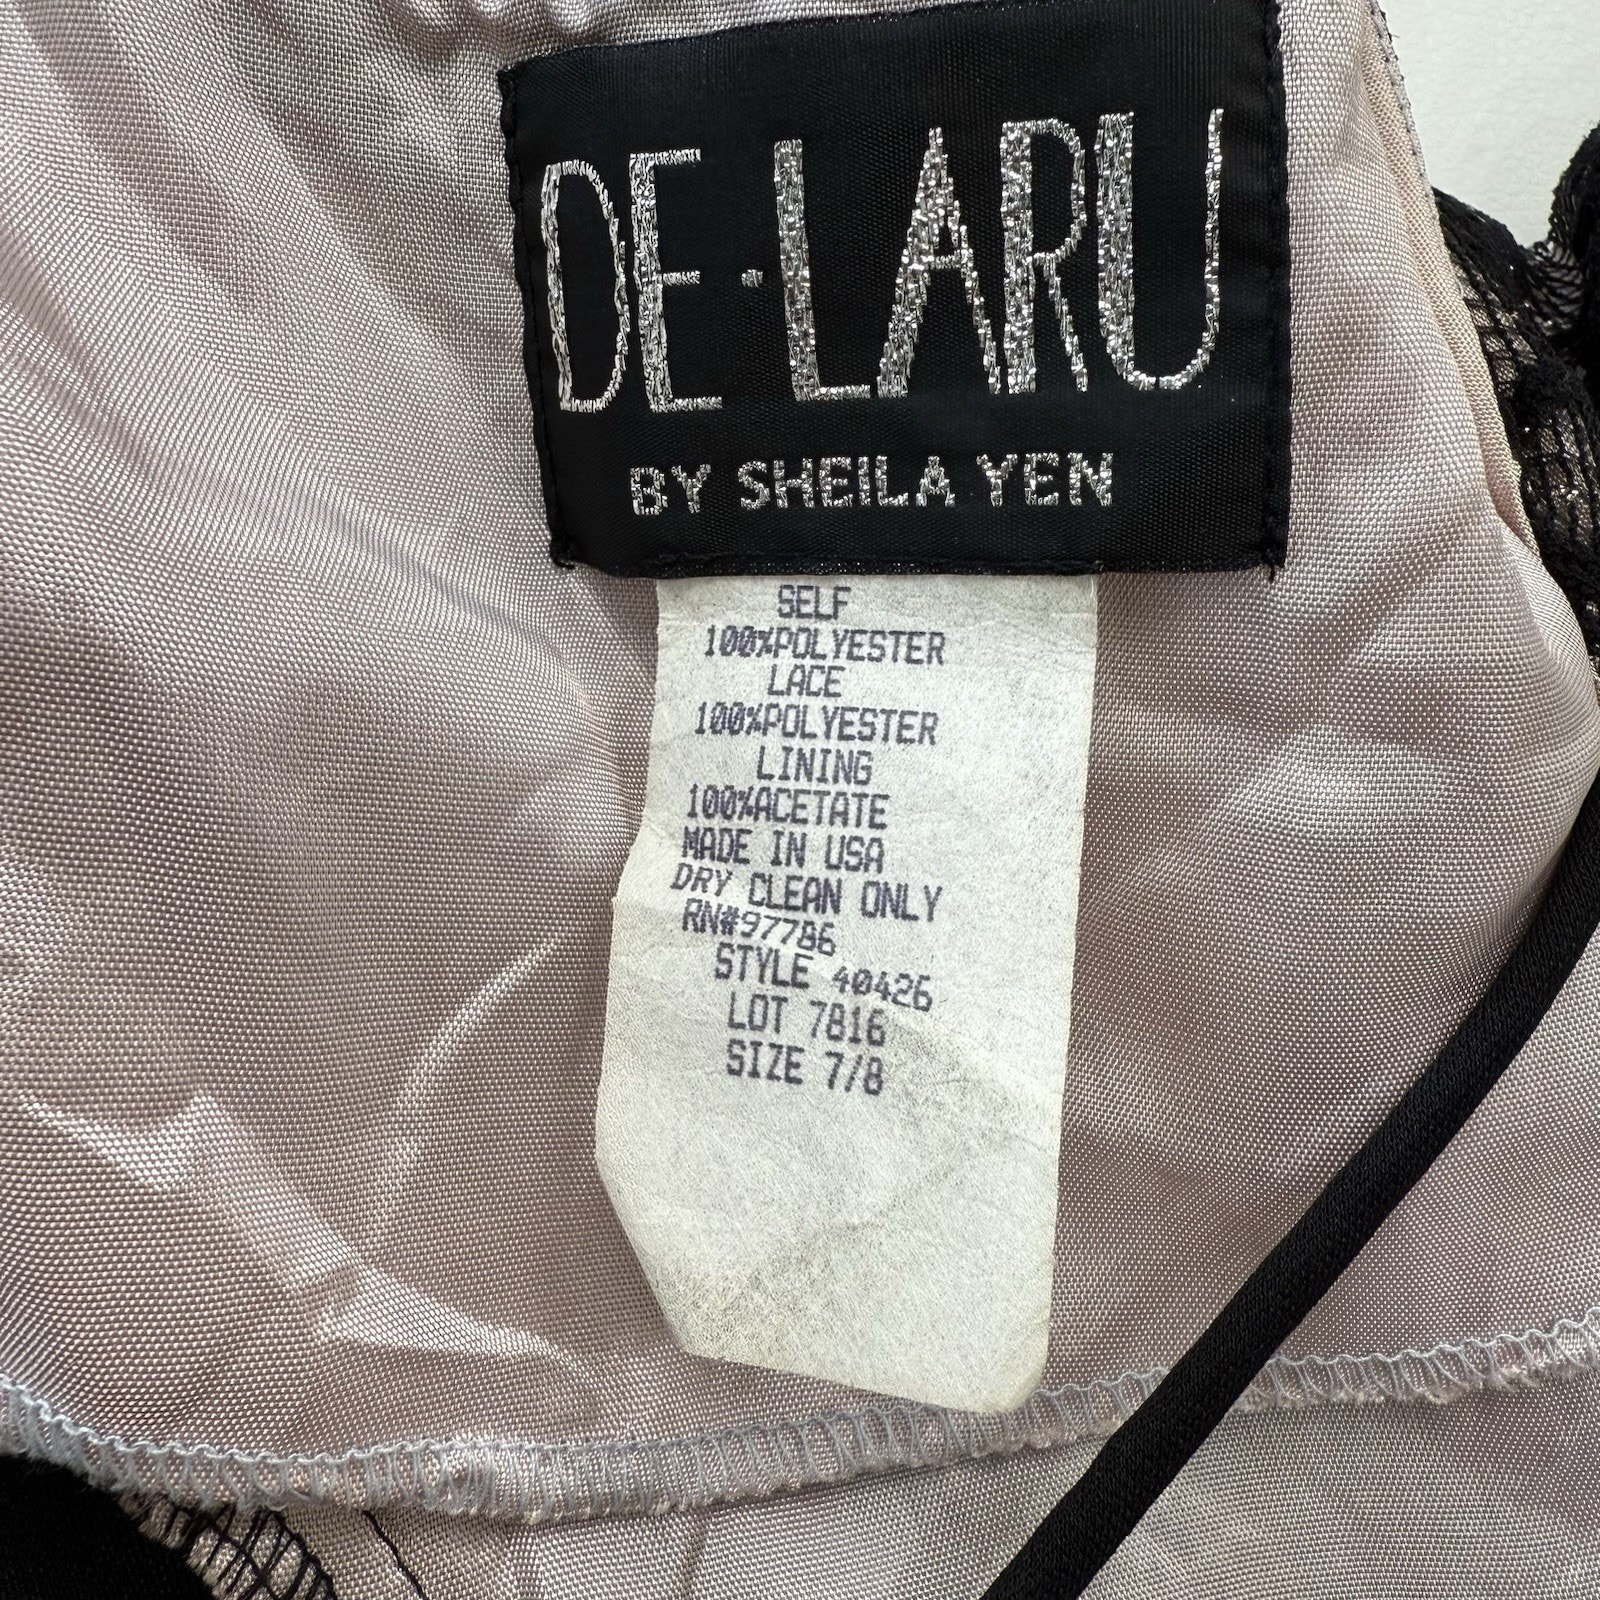 DE·LARU
BY SHEILA YEN
SELF
100%POLYESTER
LACE
100%POLYESTER
LINING
100%ACETATE
MADE IN USA
DRY CLEAN ONLY
RN#97786
STYLE 40426
LOT 7816
SIZE 7/8